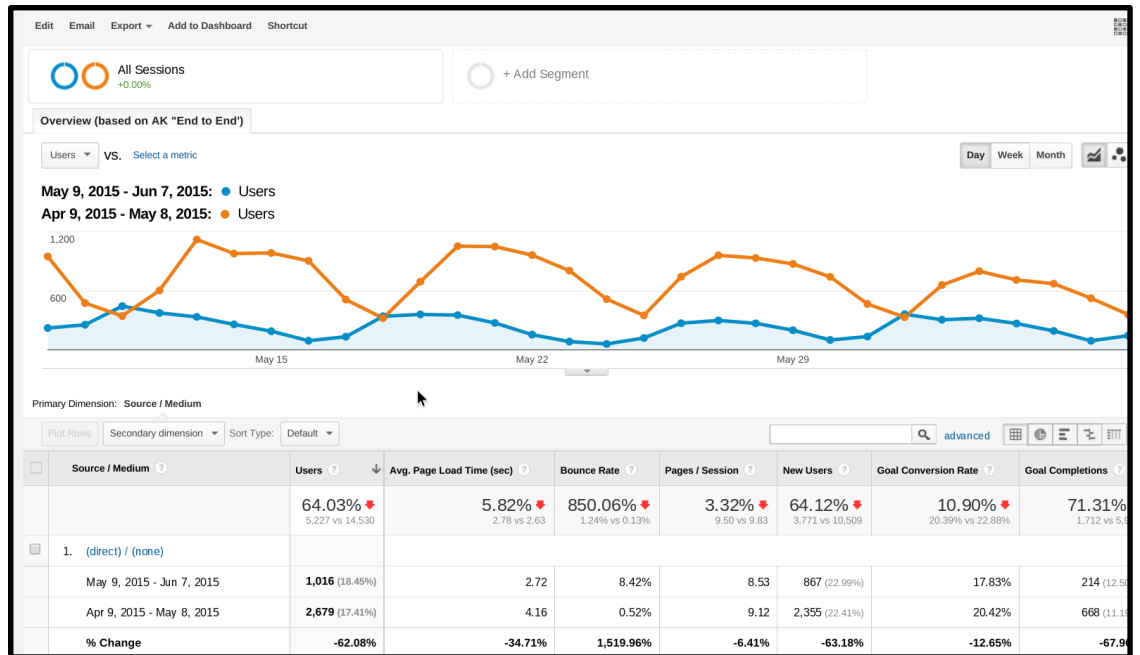 Edit Email Export Add to Dashboard Shortcut
All Sessions
+0.00%
+ Add Segment
Overview (based on AK "End to End')
Users VS. Select a metric
Day Week Month
May 9, 2015 - Jun 7, 2015: Users
Apr 9, 2015 - May 8, 2015: Users
1,200
600
May 15 May 22 May 29
Primary Dimension: Source / Medium
Plot Rows Secondary dimension Sort Type: Default advanced
Source / Medium ? Users ? Avg. Page Load Time (sec) ? Bounce Rate ? Pages / Session ? New Users ? Goal Conversion Rate ? Goal Completions ?
64.03% 5.82% 850.06% 3.32% 64.12% 10.90% 71.31%
5,227 vs 14,530 2.78 vs 2.63 1.24% vs 0.13% 9.50 vs 9.83 3,771 vs 10,509 20.39% vs 22.88% 1,712 vs 5,9
1. (direct) / (none)
May 9, 2015 - Jun 7, 2015 1,016 (18.45%) 2.72 8.42% 8.53 867 (22.99%) 17.83% 214 (12.50
Apr 9, 2015 - May 8, 2015 2,679 (17.41%) 4.16 0.52% 9.12 2,355 (22.41%) 20.42% 668 (11.19
% Change -62.08% -34.71% 1,519.96% -6.41% -63.18% -12.65% -67.96